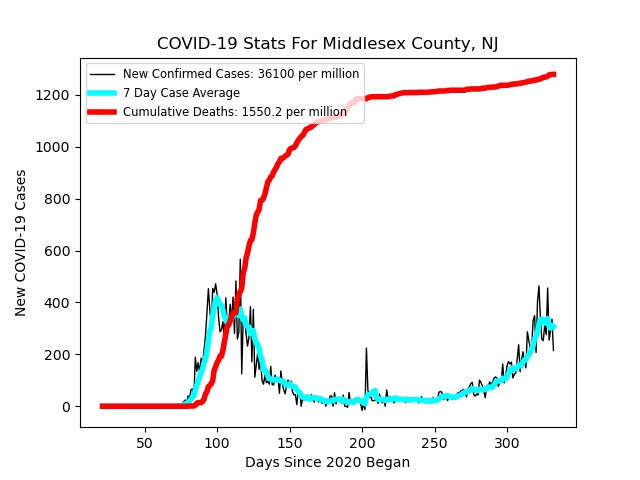 COVID-19 Stats For Middlesex County, NJ
New Confirmed Cases: 36100 per million
7 Day Case Average
Cumulative Deaths: 1550.2 per million
New COVID-19 Cases
1200
1000
800
600
400
200
0
50
100
150
200
250
300
Days Since 2020 Began